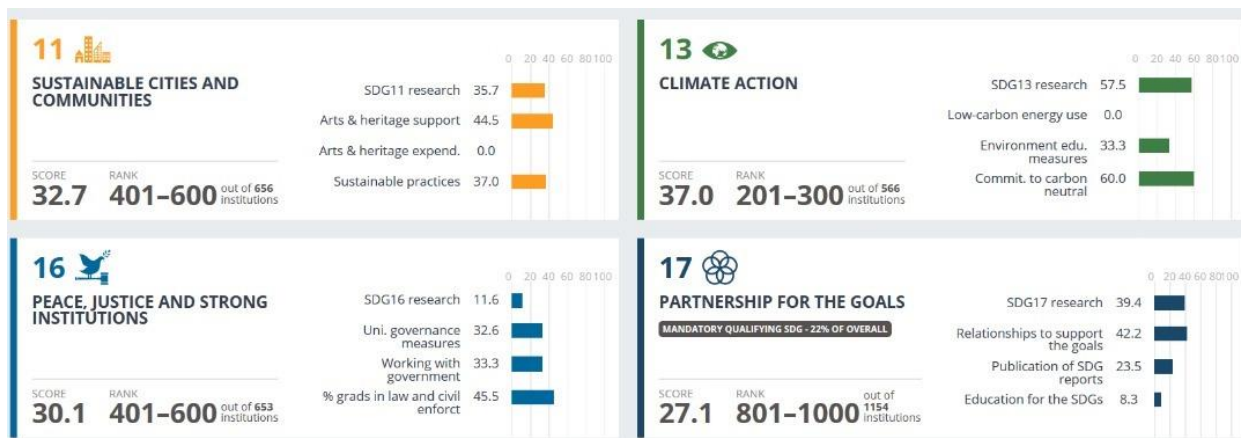 11
SUSTAINABLE CITIES AND
COMMUNITIES
0 20 40 60 80 100
SDG11 research 35.7
Arts & heritage support 44.5
Arts & heritage expend. 0.0
Sustainable practices 37.0
SCORE
32.7
RANK
401–600 out of 656
institutions
13
CLIMATE ACTION
0 20 40 60 80 100
SDG13 research 57.5
Low-carbon energy use 0.0
Environment edu. 33.3
measures
Commit. to carbon 60.0
neutral
SCORE
37.0
RANK
201–300 out of 566
institutions
16
PEACE, JUSTICE AND STRONG
INSTITUTIONS
0 20 40 60 80 100
SDG16 research 11.6
Uni. governance 32.6
measures
Working with 33.3
government
% grads in law and civil 45.5
enforct
SCORE
30.1
RANK
401–600 out of 653
institutions
17
PARTNERSHIP FOR THE GOALS
MANDATORY QUALIFYING SDG - 22% OF OVERALL
0 20 40 60 80 100
SDG17 research 39.4
Relationships to support 42.2
the goals
Publication of SDG 23.5
reports
Education for the SDGs 8.3
SCORE
27.1
RANK
801–1000 out of
1154
institutions